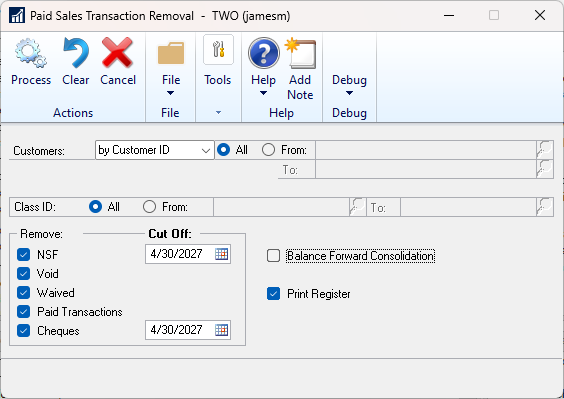 Paid Sales Transaction Removal  -  TWO (jamesm)
Process Clear Cancel File Tools Help Add Note Debug
Actions File Help Debug
Customers: by Customer ID All From:
To:
Class ID: All From: To:
Remove: Cut Off:
NSF 4/30/2027 Balance Forward Consolidation
Void
Waived Print Register
Paid Transactions
Cheques 4/30/2027